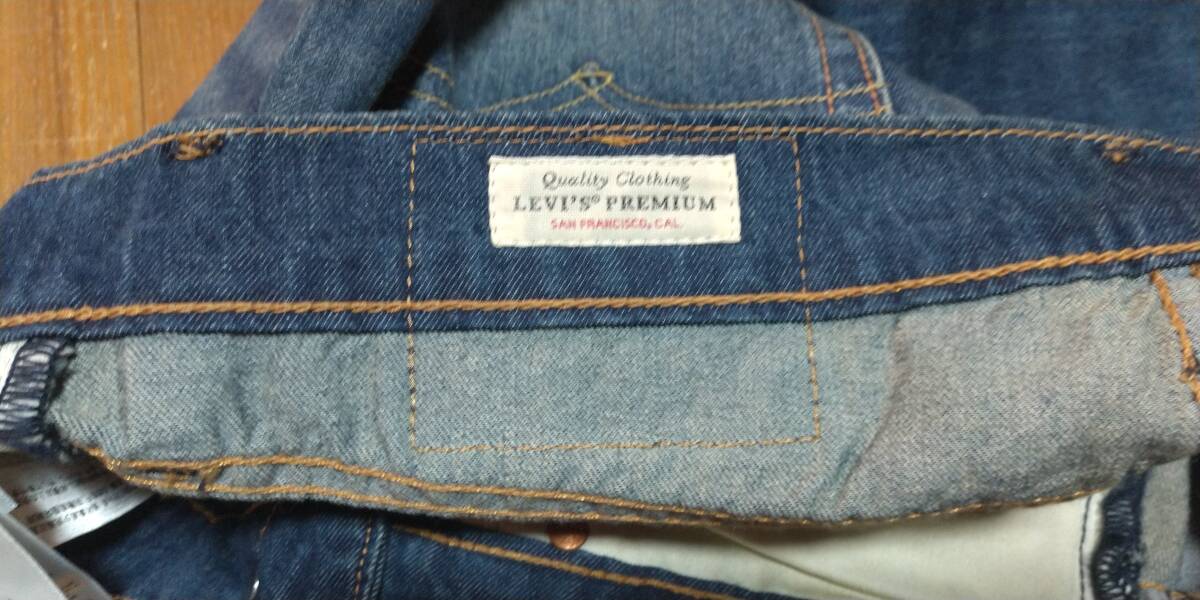 Quality Clothing
LEVI'S® PREMIUM
SAN FRANCISCO, CAL.